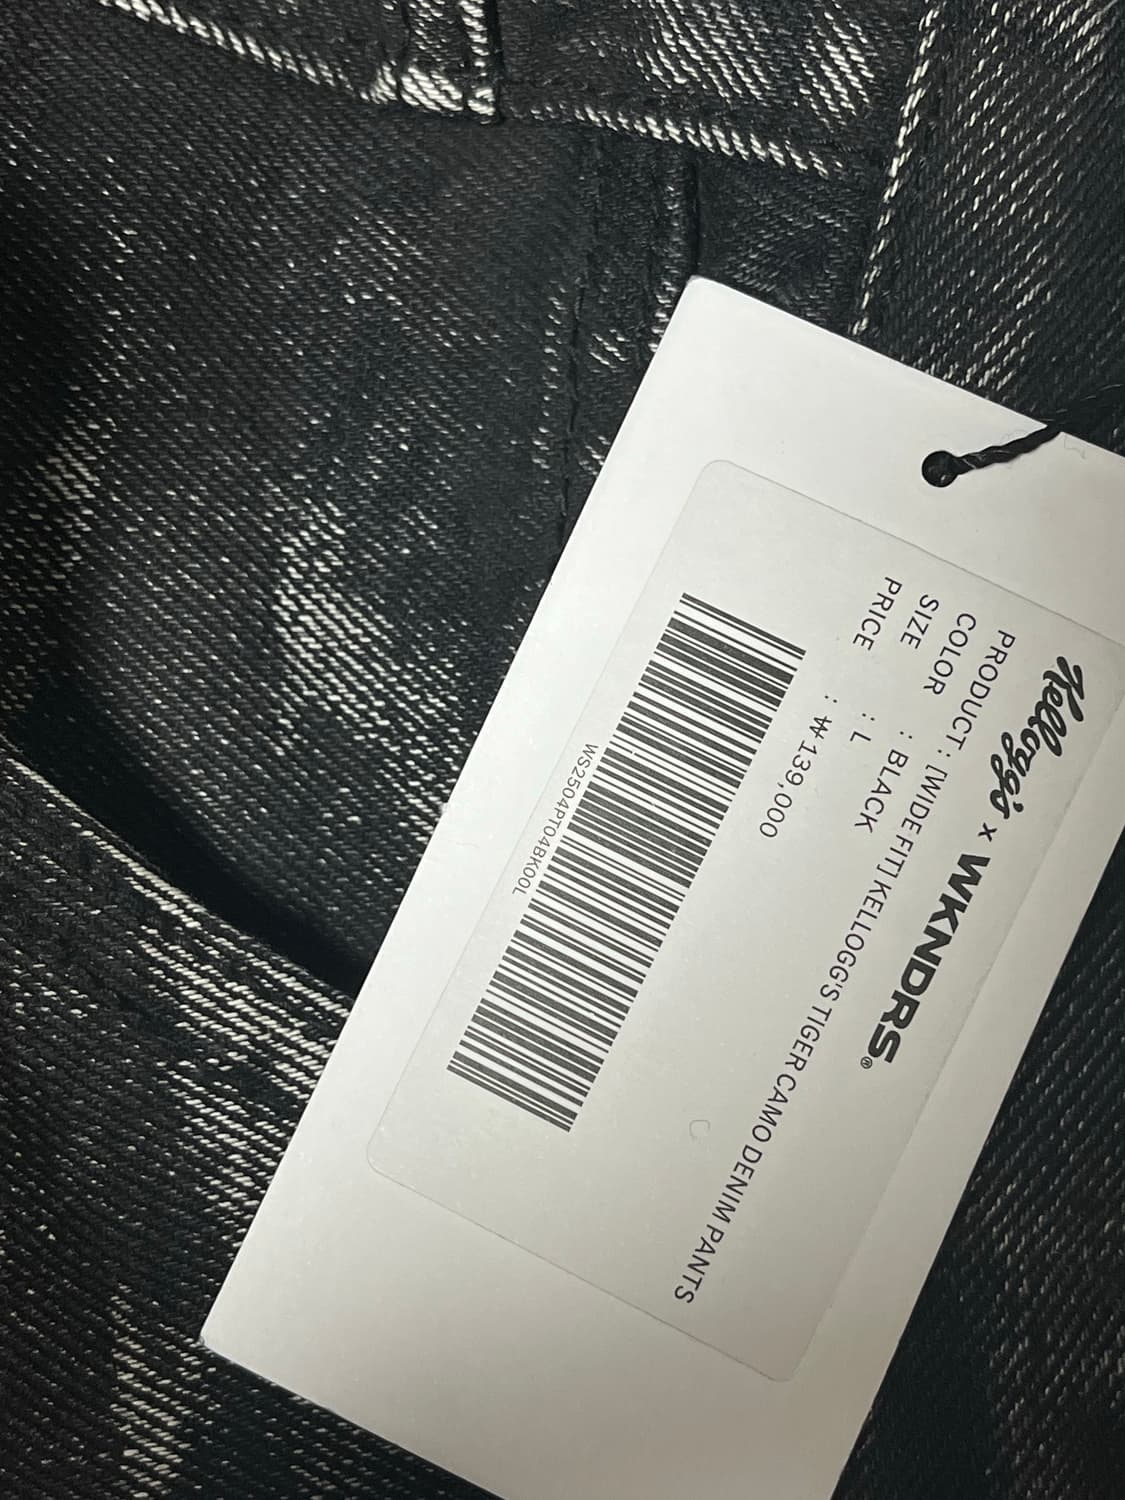 Kellogg's x WKNDRS®
PRODUCT : [WIDE FIT] KELLOGG'S TIGER CAMO DENIM PANTS
COLOR : BLACK
SIZE : L
PRICE : ₩ 139,000
WS2504PT04BK00L